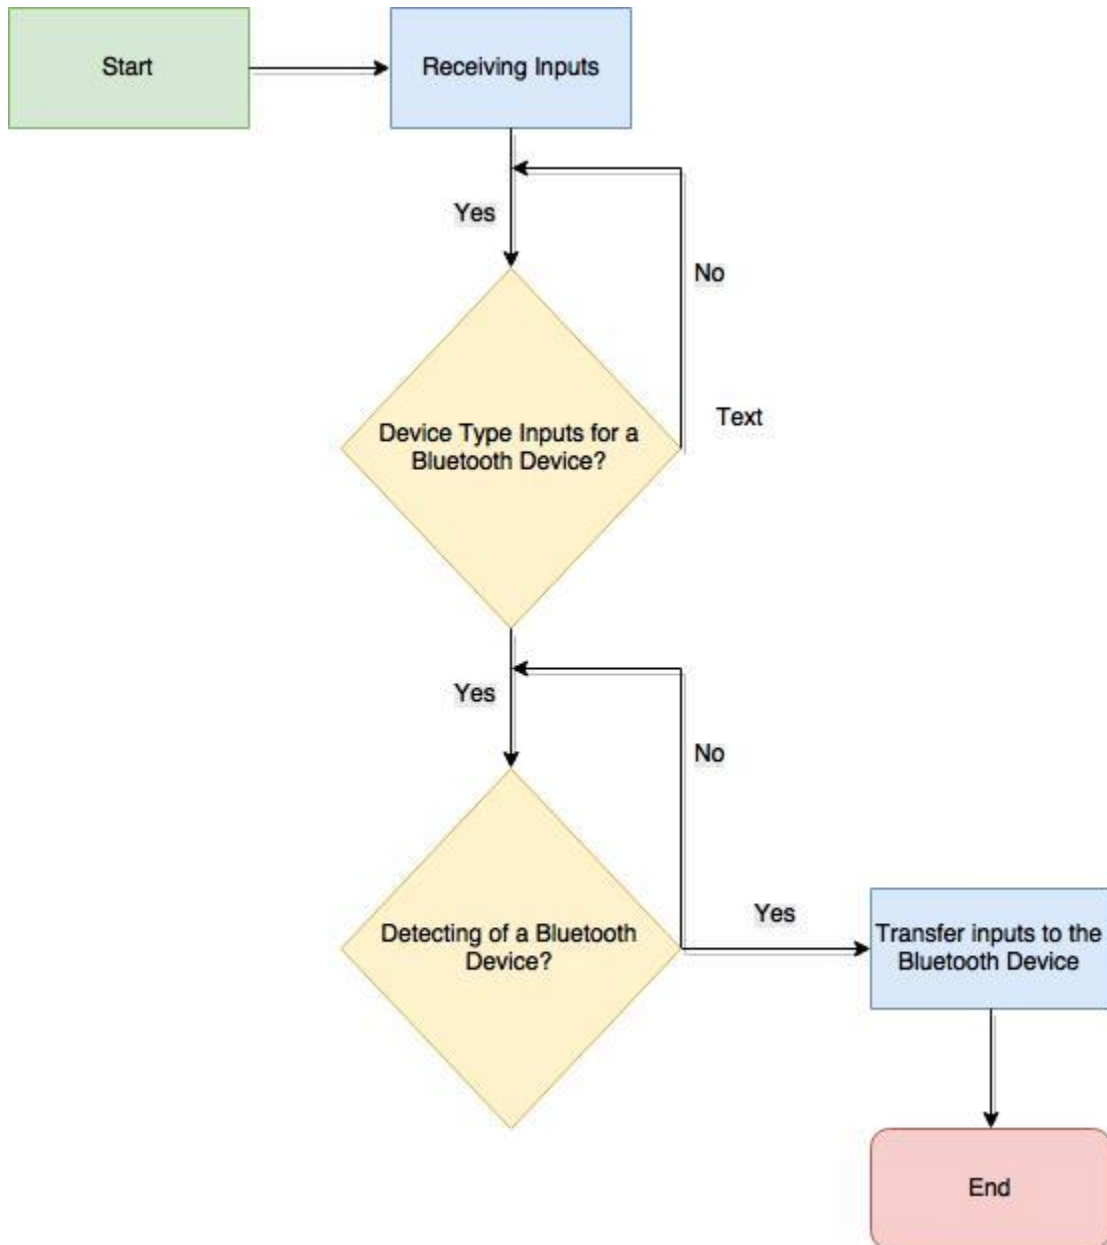 Start
Receiving Inputs
Yes
No
Text
Device Type Inputs for a
Bluetooth Device?
Yes
No
Detecting of a Bluetooth
Device?
Yes
Transfer inputs to the
Bluetooth Device
End